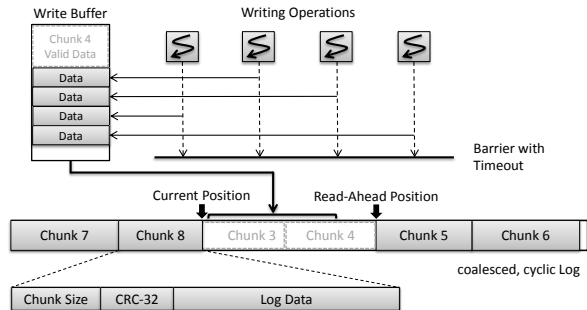 Write Buffer
Writing Operations
Chunk 4
Valid Data
Data
Data
Data
Data
Barrier with
Timeout
Current Position
Read-Ahead Position
Chunk 7
Chunk 8
Chunk 3
Chunk 4
Chunk 5
Chunk 6
coalesced, cyclic Log
Chunk Size
CRC-32
Log Data